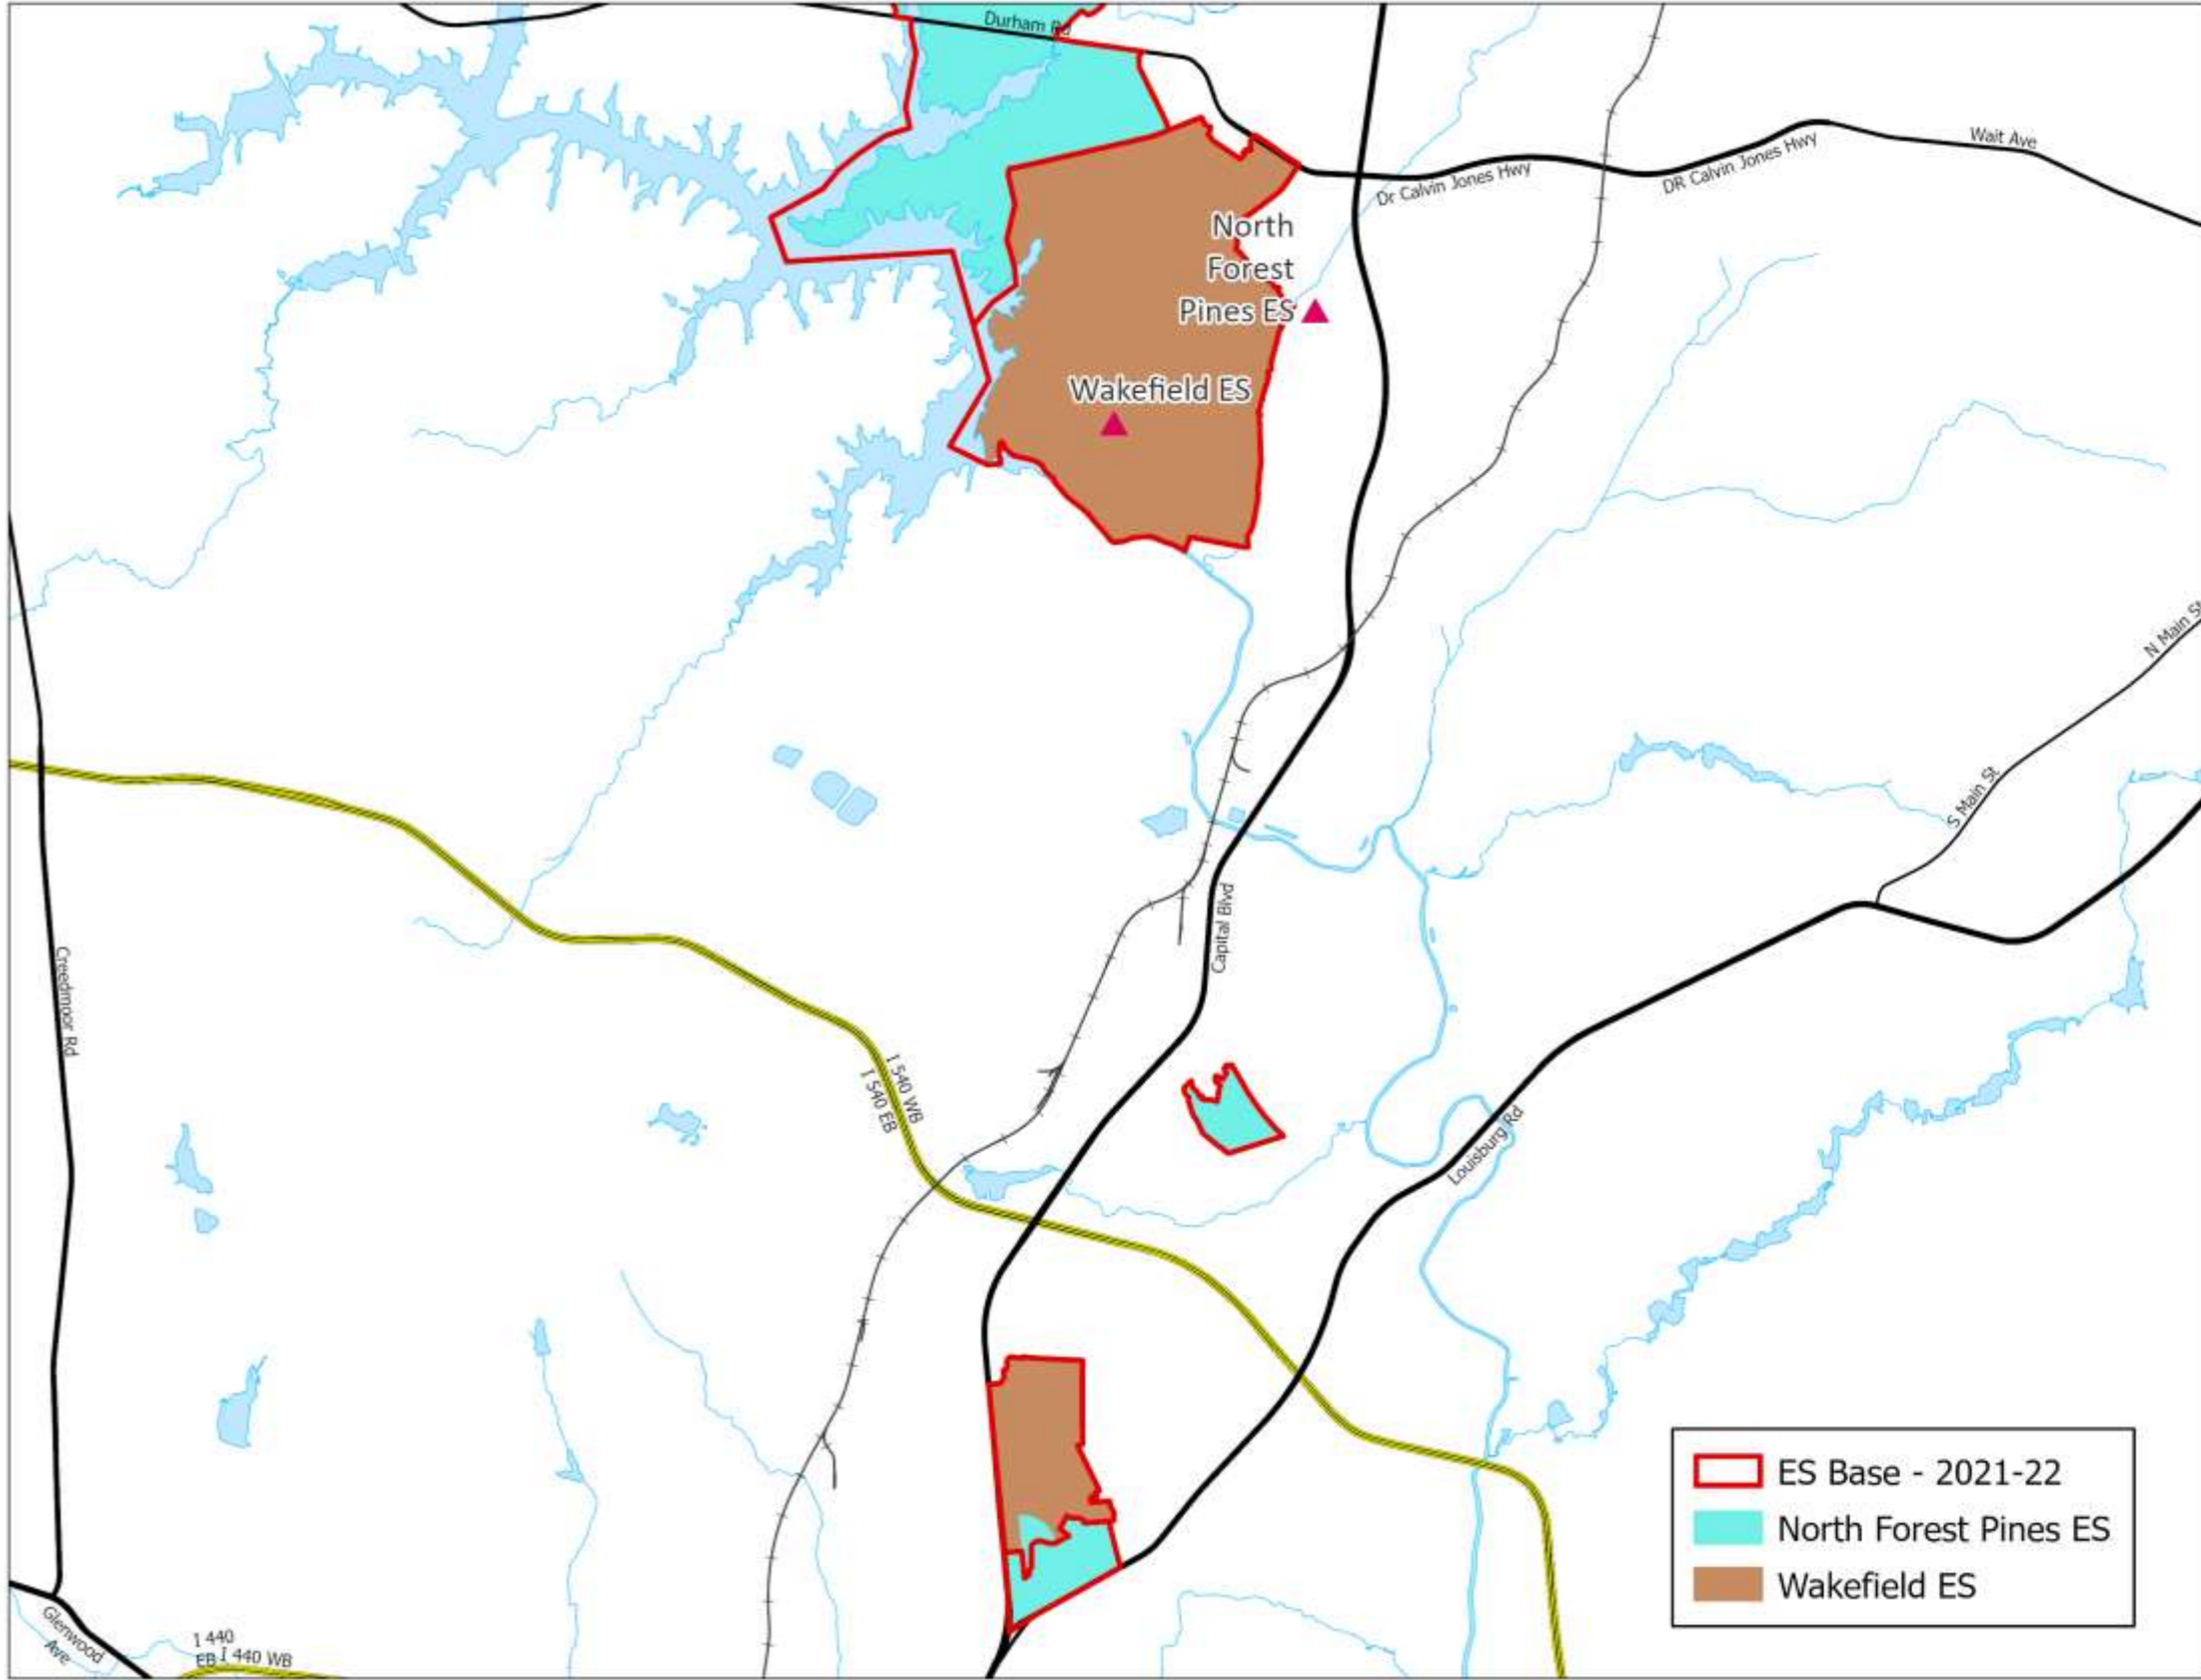 Durham Rd
Wait Ave
Dr Calvin Jones Hwy
DR Calvin Jones Hwy
North
Forest
Pines ES
Wakefield ES
N Main St
S Main St
Capital Blvd
Creedmoor Rd
I 540 WB
I 540 EB
Louisburg Rd
ES Base - 2021-22
North Forest Pines ES
Wakefield ES
Glenwood
Ave
I 440
EB I 440 WB